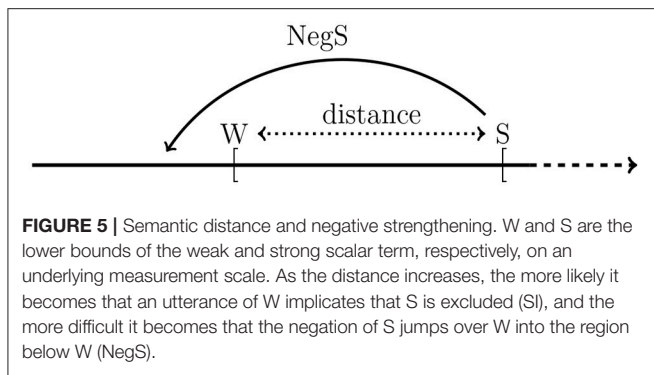 NegS
distance
W
S
FIGURE 5 | Semantic distance and negative strengthening. W and S are the
lower bounds of the weak and strong scalar term, respectively, on an
underlying measurement scale. As the distance increases, the more likely it
becomes that an utterance of W implicates that S is excluded (SI), and the
more difficult it becomes that the negation of S jumps over W into the region
below W (NegS).